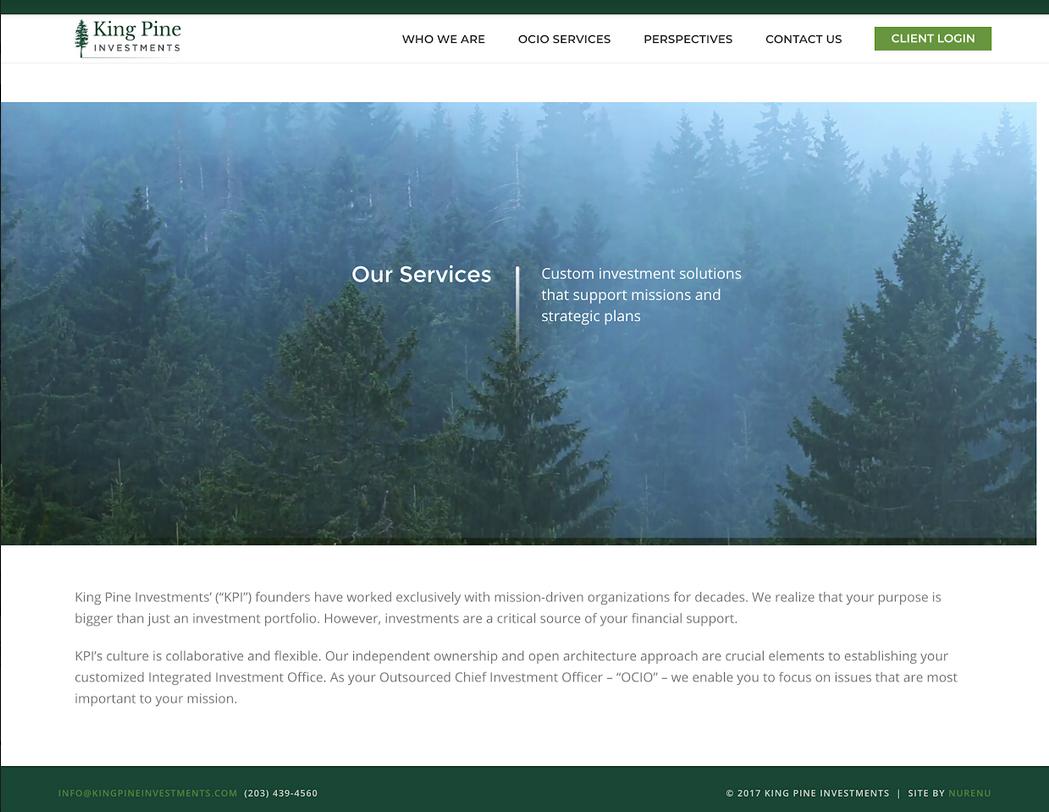 King Pine
INVESTMENTS
WHO WE ARE OCIO SERVICES PERSPECTIVES CONTACT US CLIENT LOGIN
Our Services
Custom investment solutions
that support missions and
strategic plans
King Pine Investments’ (“KPI”) founders have worked exclusively with mission-driven organizations for decades. We realize that your purpose is
bigger than just an investment portfolio. However, investments are a critical source of your financial support.
KPI’s culture is collaborative and flexible. Our independent ownership and open architecture approach are crucial elements to establishing your
customized Integrated Investment Office. As your Outsourced Chief Investment Officer – “OCIO” – we enable you to focus on issues that are most
important to your mission.
INFO@KINGPINEINVESTMENTS.COM (203) 439-4560
© 2017 KING PINE INVESTMENTS | SITE BY NURENU